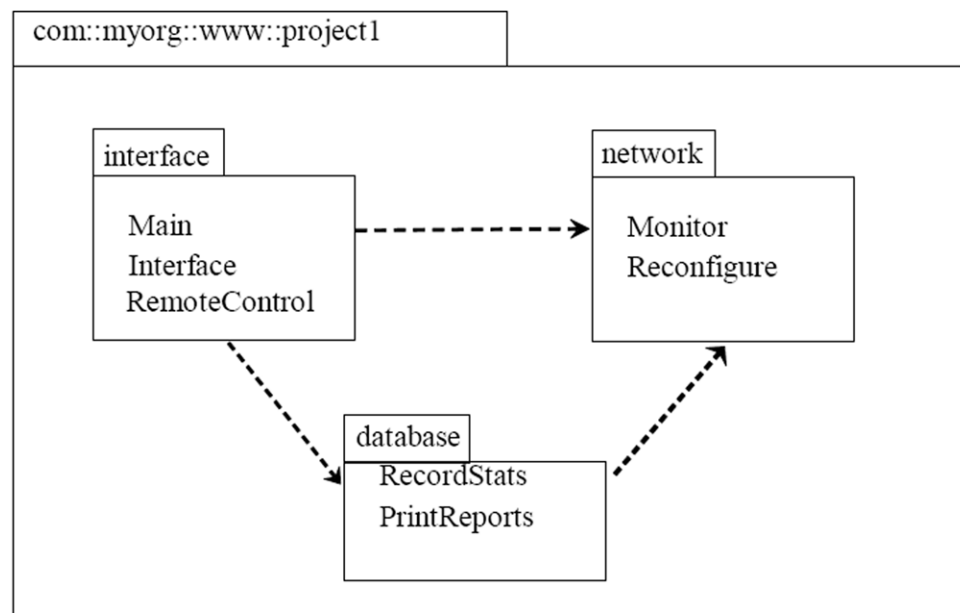 com::myorg::www::project1
interface
Main
Interface
RemoteControl
network
Monitor
Reconfigure
database
RecordStats
PrintReports